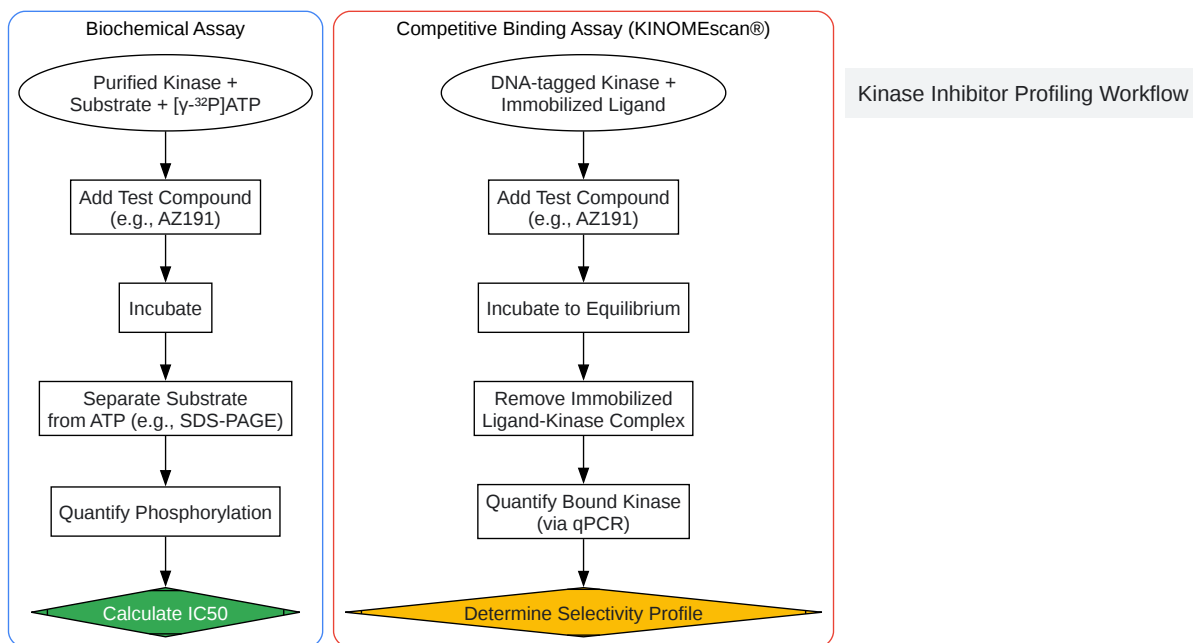 Biochemical Assay
Purified Kinase +
Substrate + [γ-³²P]ATP
Add Test Compound
(e.g., AZ191)
Incubate
Separate Substrate
from ATP (e.g., SDS-PAGE)
Quantify Phosphorylation
Calculate IC50
Competitive Binding Assay (KINOMEscan®)
DNA-tagged Kinase +
Immobilized Ligand
Add Test Compound
(e.g., AZ191)
Incubate to Equilibrium
Remove Immobilized
Ligand-Kinase Complex
Quantify Bound Kinase
(via qPCR)
Determine Selectivity Profile
Kinase Inhibitor Profiling Workflow